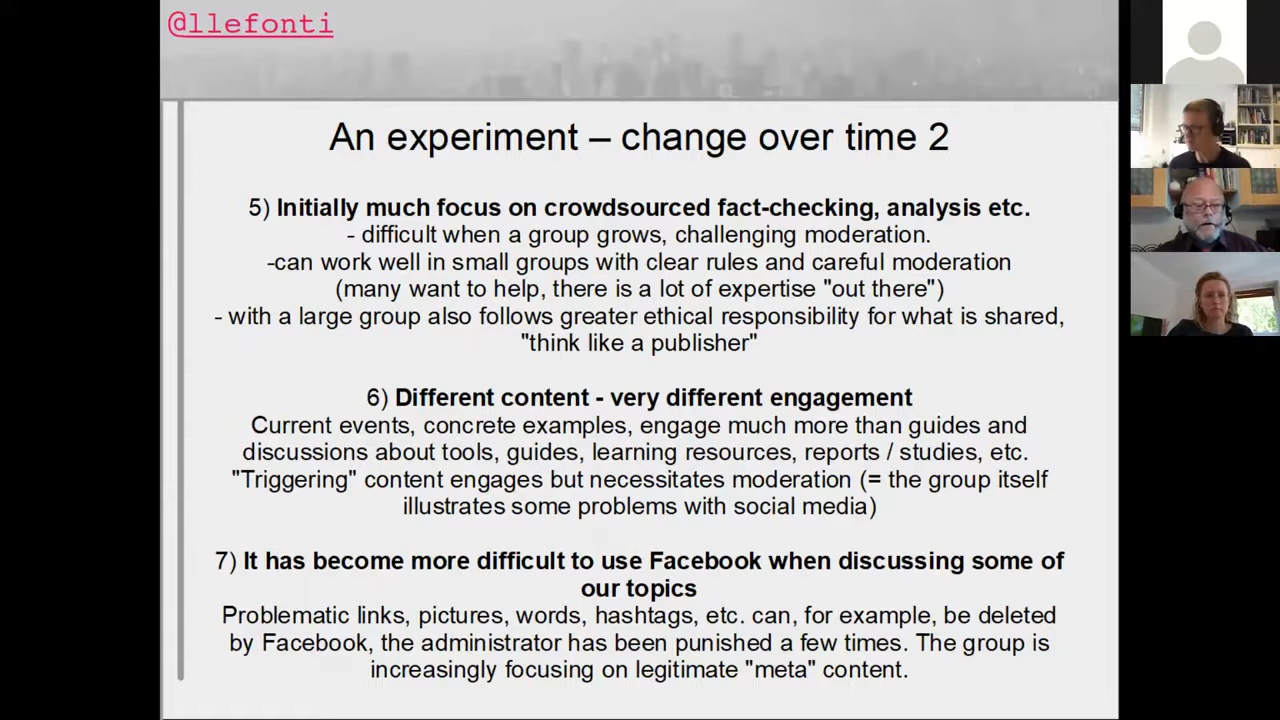 @llefonti
An experiment – change over time 2
5) Initially much focus on crowdsourced fact-checking, analysis etc.
- difficult when a group grows, challenging moderation.
-can work well in small groups with clear rules and careful moderation
(many want to help, there is a lot of expertise "out there")
- with a large group also follows greater ethical responsibility for what is shared,
"think like a publisher"
6) Different content - very different engagement
Current events, concrete examples, engage much more than guides and
discussions about tools, guides, learning resources, reports / studies, etc.
"Triggering" content engages but necessitates moderation (= the group itself
illustrates some problems with social media)
7) It has become more difficult to use Facebook when discussing some of
our topics
Problematic links, pictures, words, hashtags, etc. can, for example, be deleted
by Facebook, the administrator has been punished a few times. The group is
increasingly focusing on legitimate "meta" content.